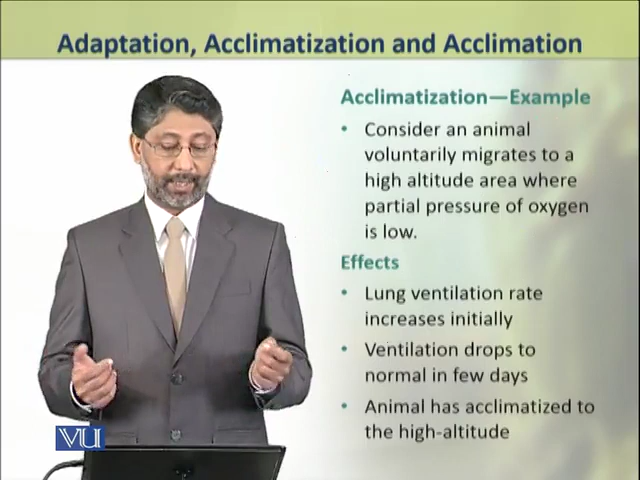 Adaptation, Acclimatization and Acclimation
Acclimatization—Example
• Consider an animal
voluntarily migrates to a
high altitude area where
partial pressure of oxygen
is low.
Effects
• Lung ventilation rate
increases initially
• Ventilation drops to
normal in few days
• Animal has acclimatized to
the high-altitude
VU